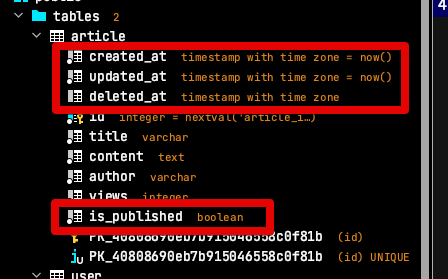 tables 2
article
created_at timestamp with time zone = now()
updated_at timestamp with time zone = now()
deleted_at timestamp with time zone
id integer = nextval('article_i…)
title varchar
content text
author varchar
views integer
is_published boolean
PK_40808690eb7b915046558c0f81b (id)
PK_40808690eb7b915046558c0f81b (id) UNIQUE
user
4